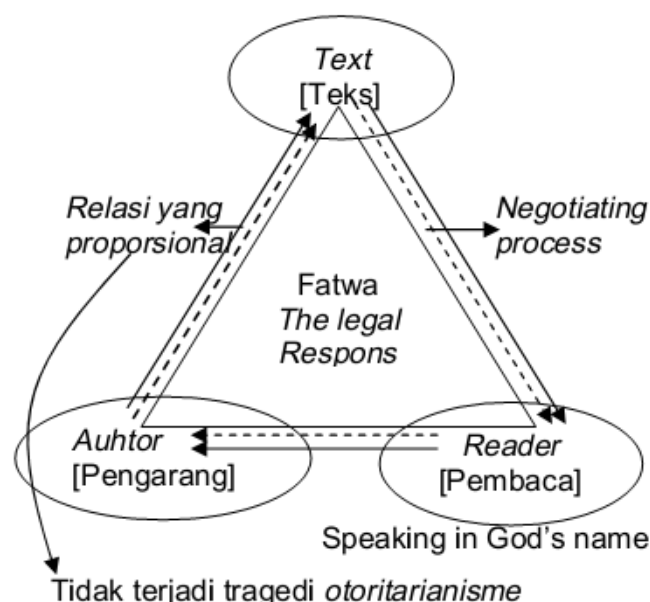 Text
[Teks]
Relasi yang
proporsional
Negotiating
process
Fatwa
The legal
Respons
Auhtor
[Pengarang]
Reader
[Pembaca]
Speaking in God's name
Tidak terjadi tragedi otoritarianisme